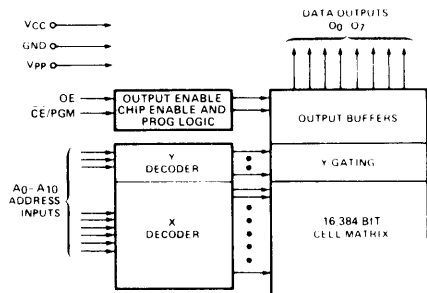 VCC
GND
VPP
DATA OUTPUTS
O0 O7
OE
CE/PGM
OUTPUT ENABLE
CHIP ENABLE AND
PROG LOGIC
OUTPUT BUFFERS
A0-A10
ADDRESS
INPUTS
Y
DECODER
Y GATING
X
DECODER
16,384 BIT
CELL MATRIX